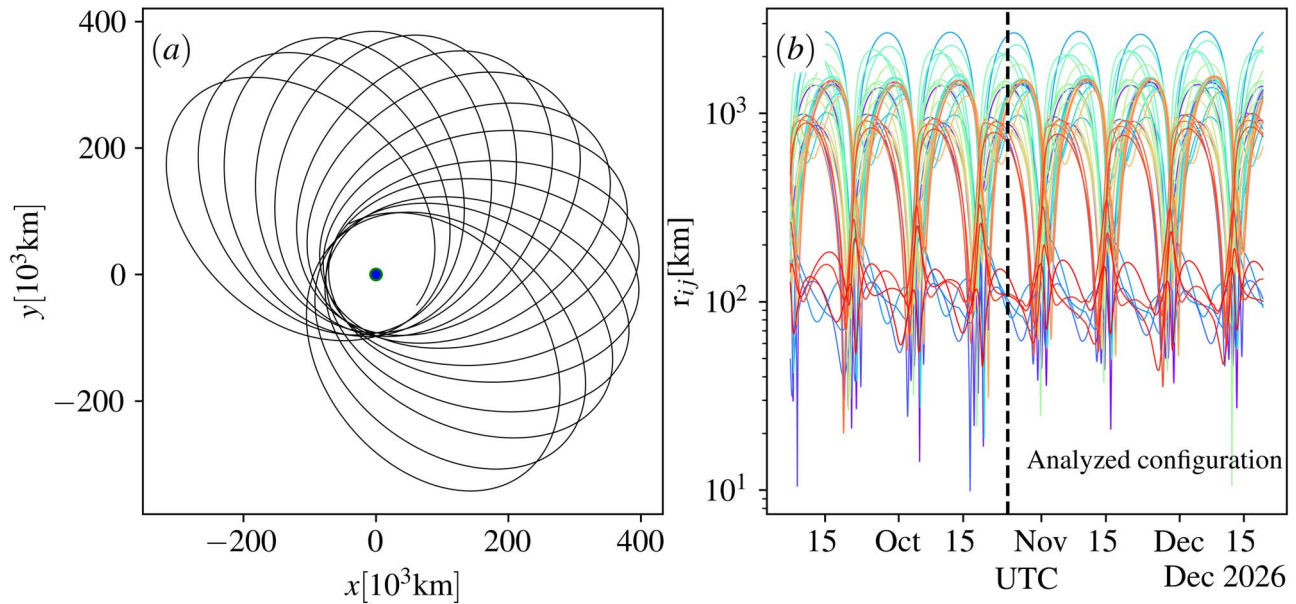 (a)
400
200
0
−200
y[10³km]
−200 0 200 400
x[10³km]
(b)
10³
10²
10¹
r_ij[km]
Analyzed configuration
15 Oct 15 Nov 15 Dec 15
UTC Dec 2026